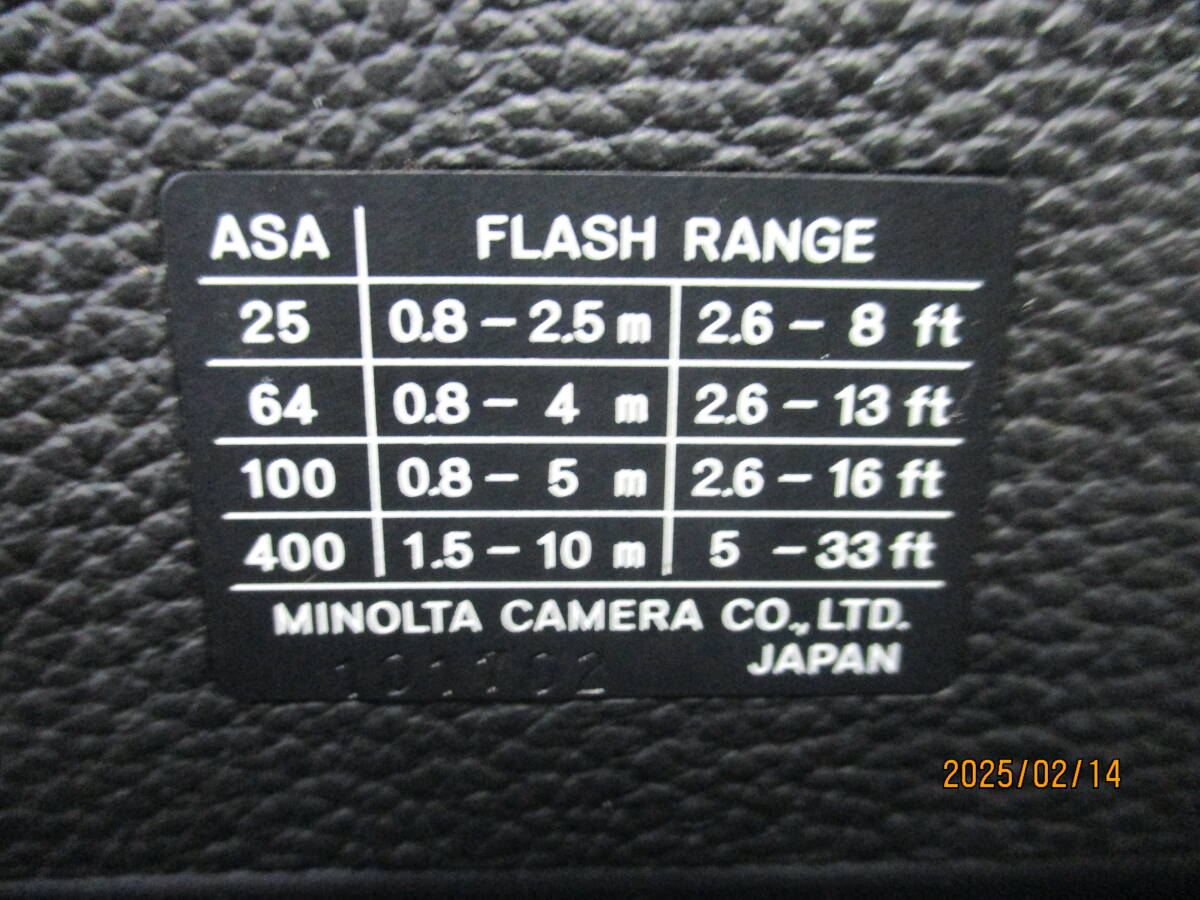 ASA FLASH RANGE
25 0.8 - 2.5 m 2.6 - 8 ft
64 0.8 - 4 m 2.6 - 13 ft
100 0.8 - 5 m 2.6 - 16 ft
400 1.5 - 10 m 5 - 33 ft
MINOLTA CAMERA CO., LTD.
JAPAN
2025/02/14